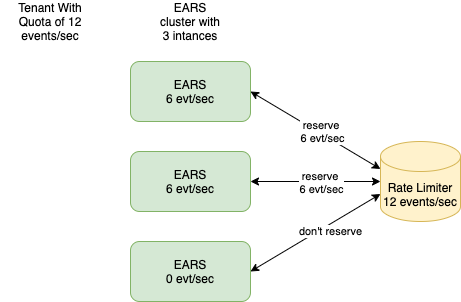 Tenant With
Quota of 12
events/sec
EARS
cluster with
3 intances
EARS
6 evt/sec
reserve
6 evt/sec
EARS
6 evt/sec
reserve
6 evt/sec
Rate Limiter
12 events/sec
don't reserve
EARS
0 evt/sec